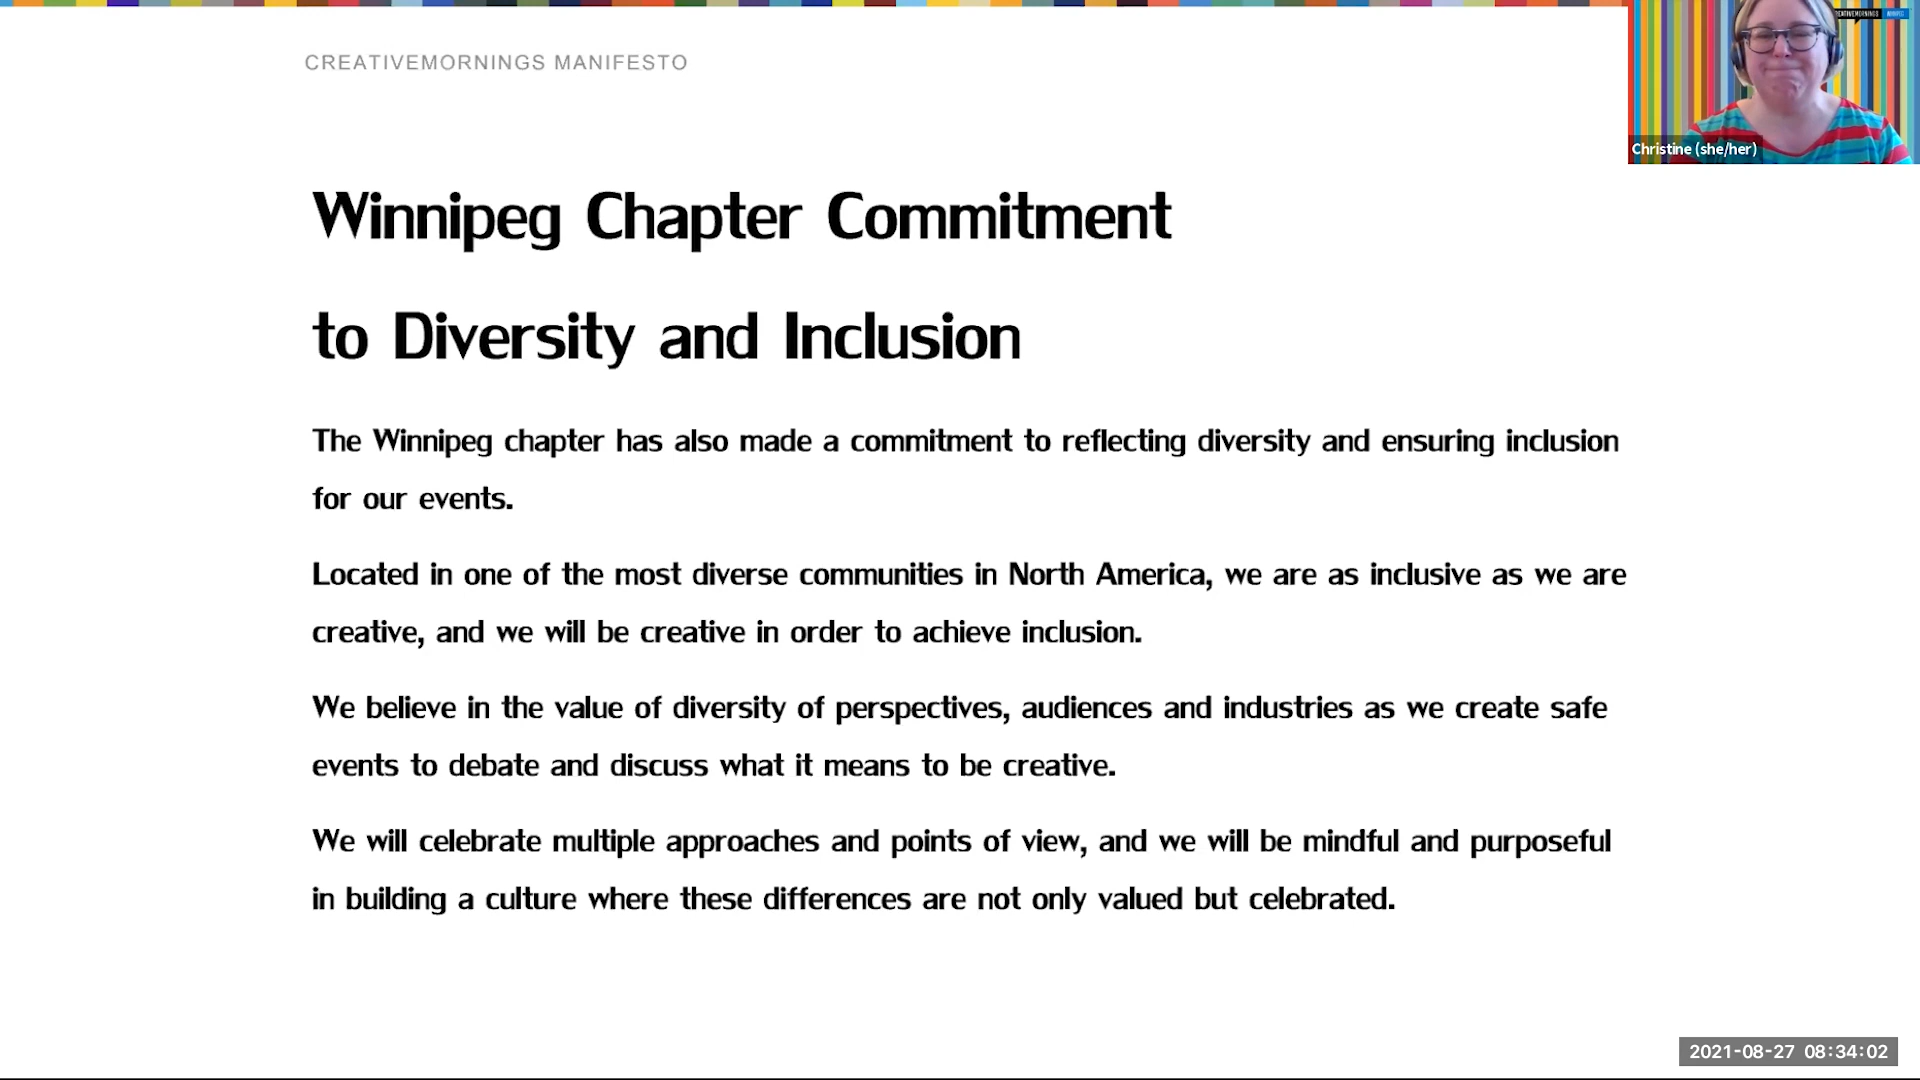 CREATIVEMORNINGS MANIFESTO
CREATIVEMORNINGS
Christine (she/her)
Winnipeg Chapter Commitment
to Diversity and Inclusion
The Winnipeg chapter has also made a commitment to reflecting diversity and ensuring inclusion
for our events.
Located in one of the most diverse communities in North America, we are as inclusive as we are
creative, and we will be creative in order to achieve inclusion.
We believe in the value of diversity of perspectives, audiences and industries as we create safe
events to debate and discuss what it means to be creative.
We will celebrate multiple approaches and points of view, and we will be mindful and purposeful
in building a culture where these differences are not only valued but celebrated.
2021-08-27 08:34:02